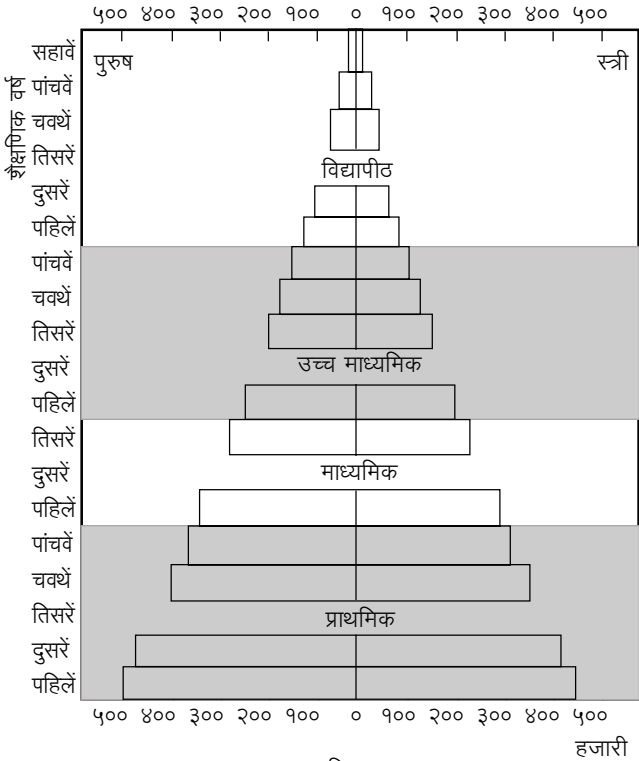 ५०० ४०० ३०० २०० १०० ० १०० २०० ३०० ४०० ५००
शैक्षणिक वर्ष
पुरुष
स्त्री
सहावें
पांचवें
चवथें
तिसरें
विद्यापीठ
दुसरें
पहिलें
पांचवें
चवथें
तिसरें
उच्च माध्यमिक
दुसरें
पहिलें
तिसरें
माध्यमिक
दुसरें
पहिलें
पांचवें
चवथें
तिसरें
प्राथमिक
दुसरें
पहिलें
५०० ४०० ३०० २०० १०० ० १०० २०० ३०० ४०० ५००
हजारी